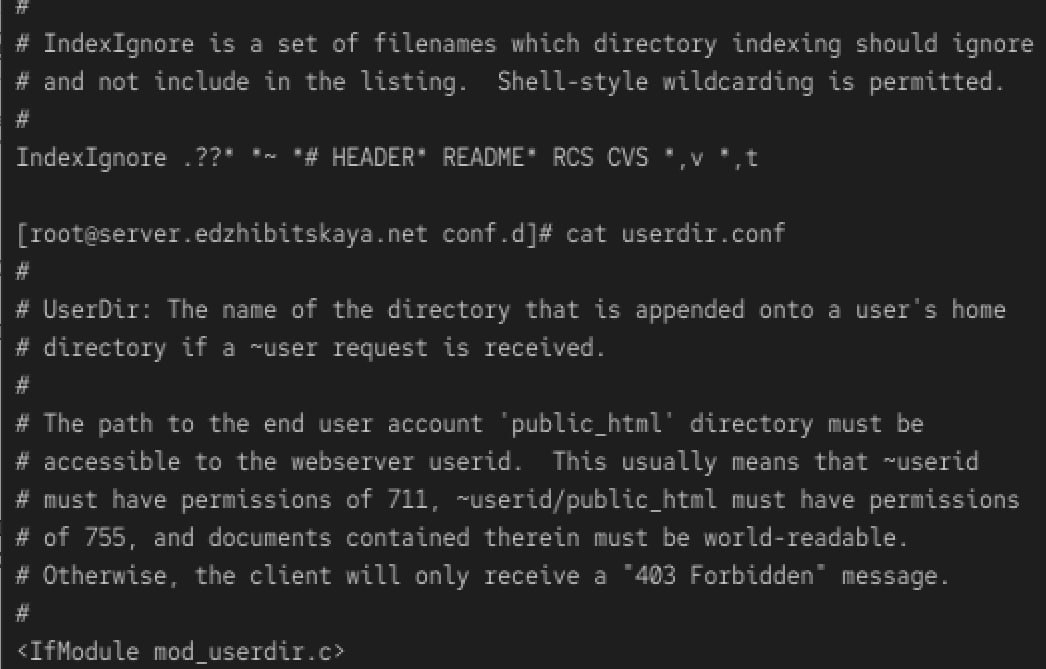 #
# IndexIgnore is a set of filenames which directory indexing should ignore
# and not include in the listing.  Shell-style wildcarding is permitted.
#
IndexIgnore .??* *~ *# HEADER* README* RCS CVS *,v *,t
[root@server.edzhibitskaya.net conf.d]# cat userdir.conf
#
# UserDir: The name of the directory that is appended onto a user's home
# directory if a ~user request is received.
#
# The path to the end user account 'public_html' directory must be
# accessible to the webserver userid.  This usually means that ~userid
# must have permissions of 711, ~userid/public_html must have permissions
# of 755, and documents contained therein must be world-readable.
# Otherwise, the client will only receive a "403 Forbidden" message.
#
<IfModule mod_userdir.c>